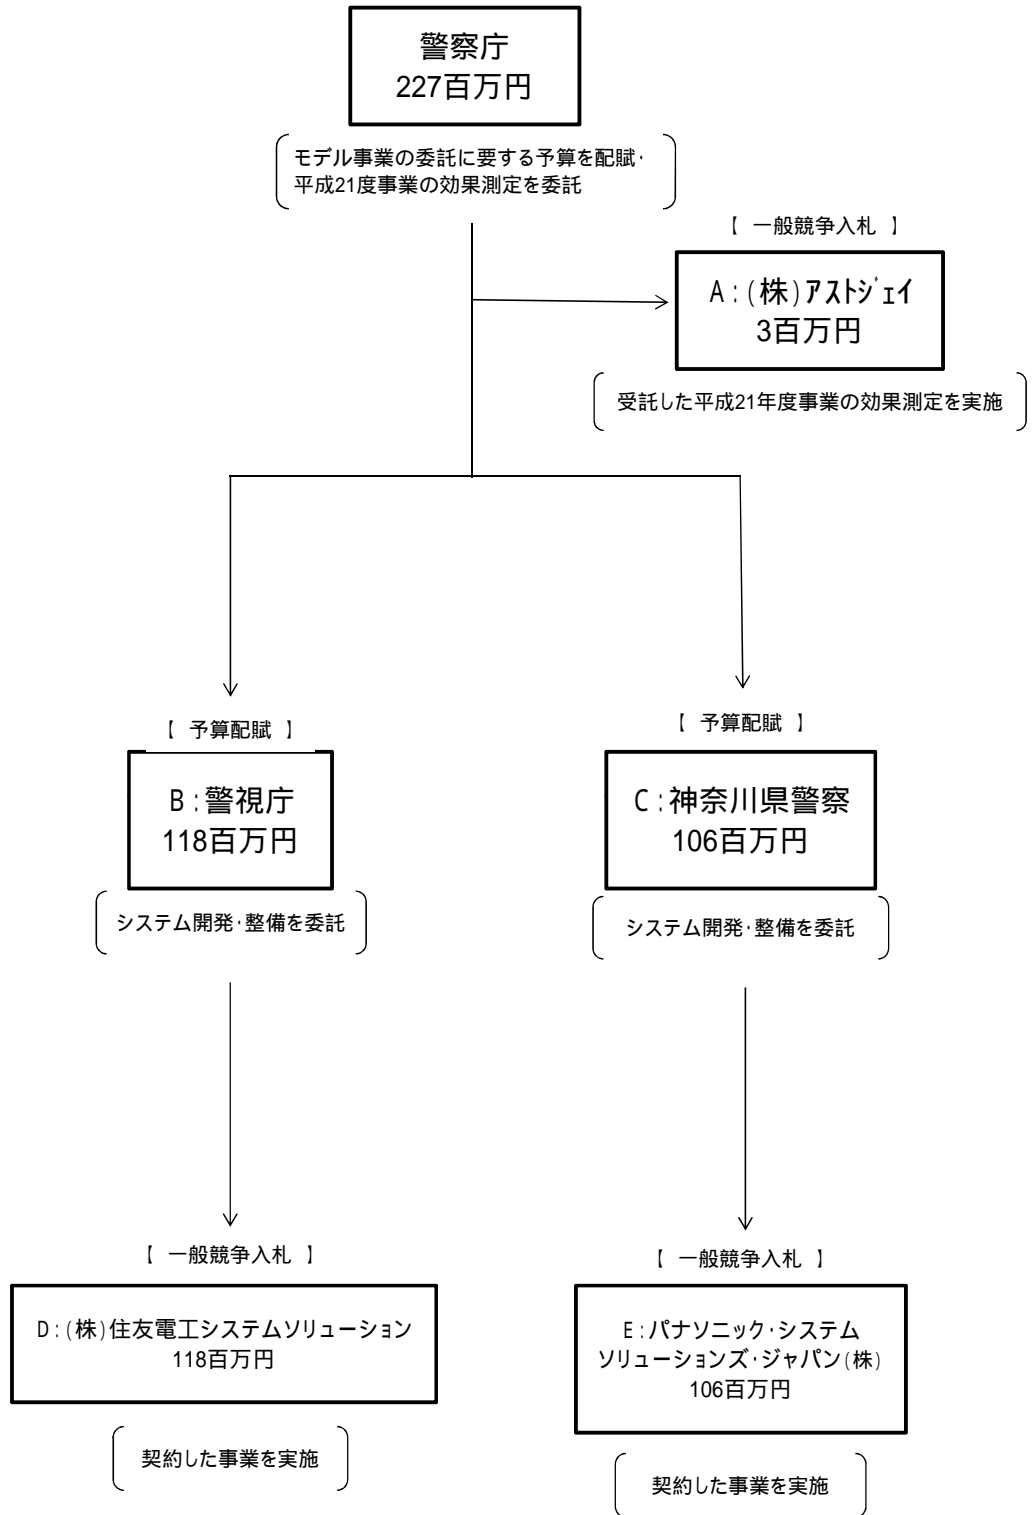 警察庁
227百万円
モデル事業の委託に要する予算を配賦・
平成21度事業の効果測定を委託
【 一般競争入札 】
A:(株)アストジェイ
3百万円
受託した平成21年度事業の効果測定を実施
【 予算配賦 】
B:警視庁
118百万円
システム開発・整備を委託
【 予算配賦 】
C:神奈川県警察
106百万円
システム開発・整備を委託
【 一般競争入札 】
D:(株)住友電工システムソリューション
118百万円
契約した事業を実施
【 一般競争入札 】
E:パナソニック・システム
ソリューションズ・ジャパン(株)
106百万円
契約した事業を実施